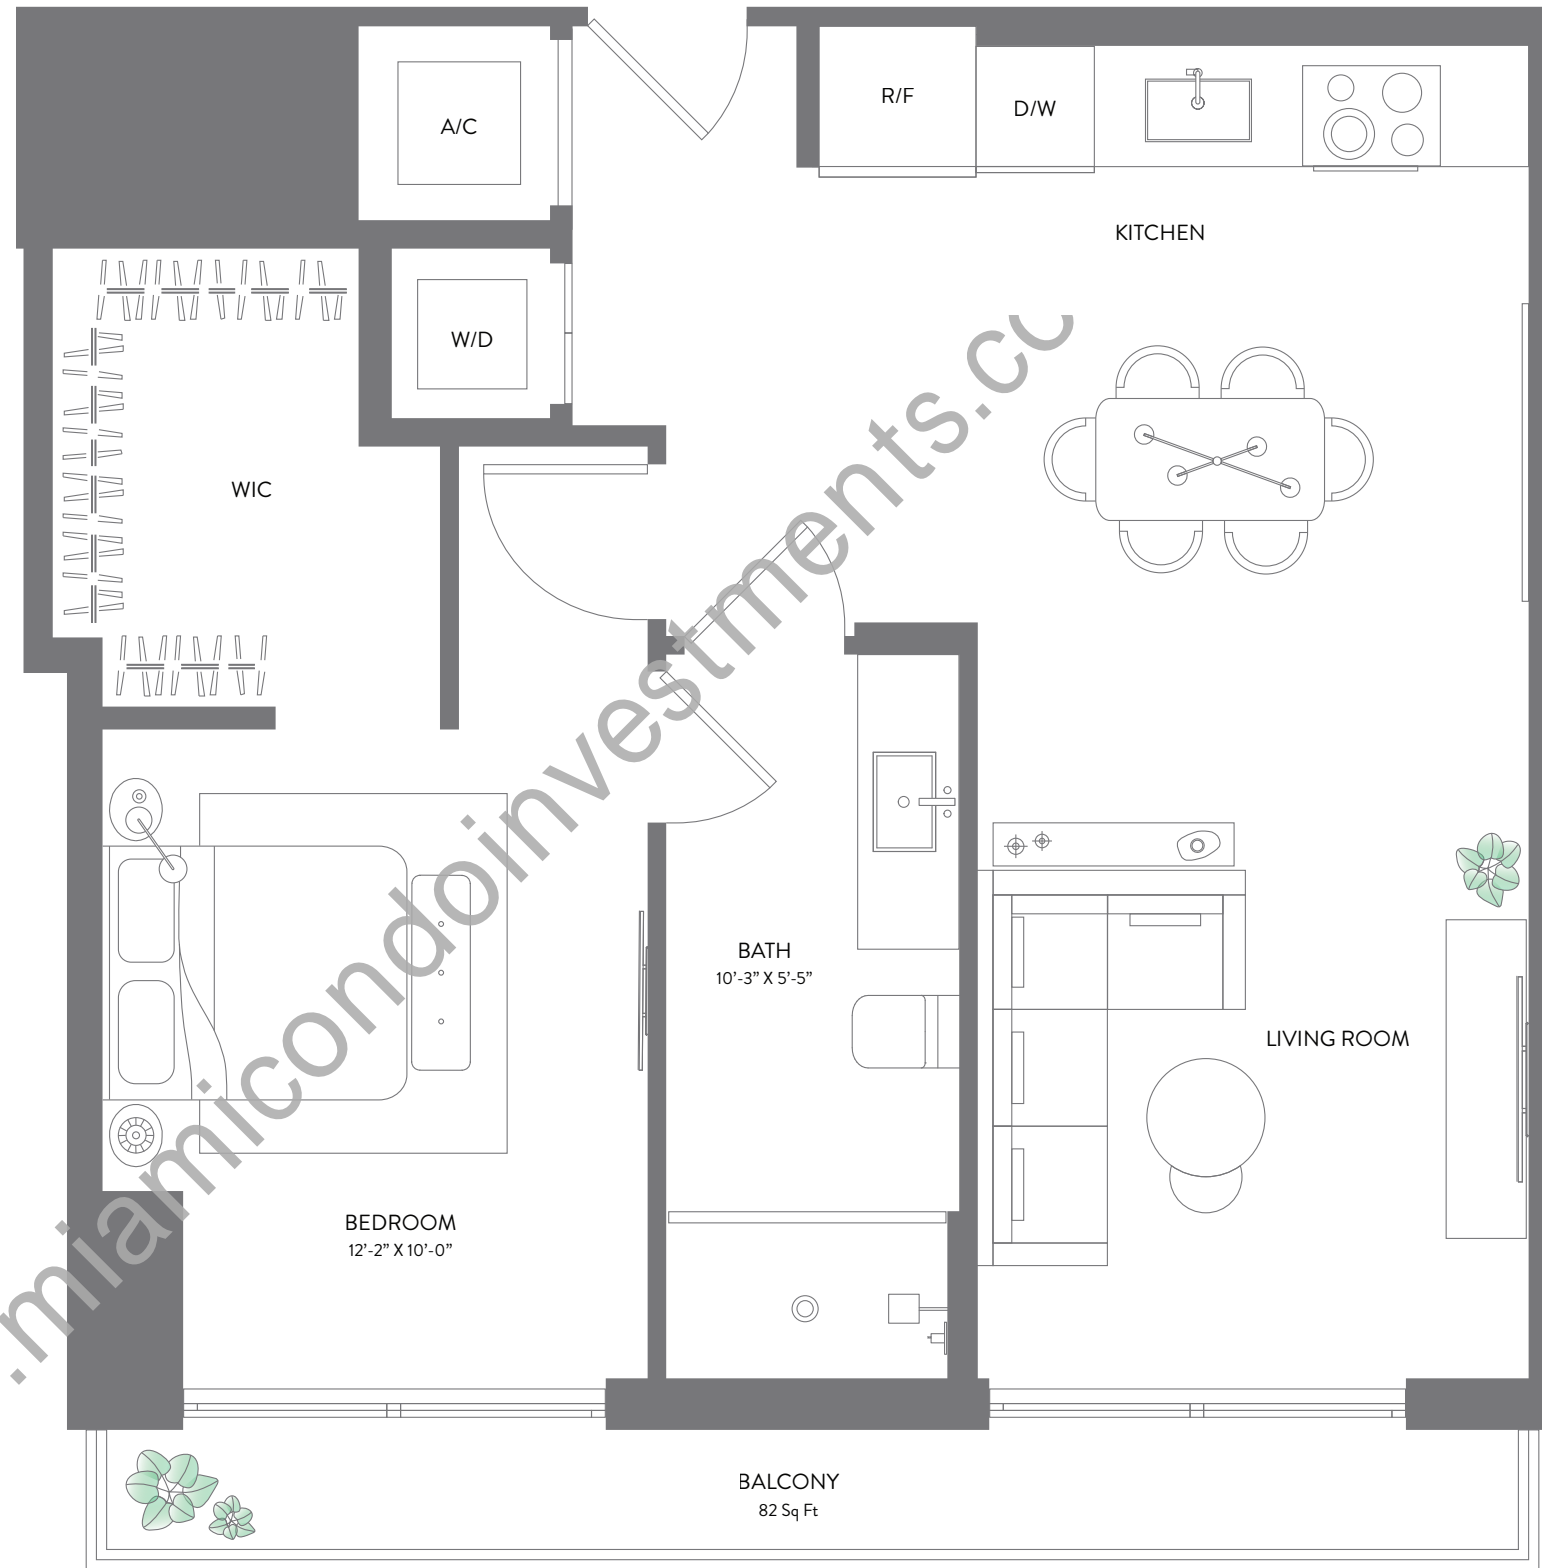 R/F
D/W
A/C
KITCHEN
W/D
WIC
BATH
10'-3” X 5'-5”
LIVING ROOM
BEDROOM
12'-2” X 10'-0”
BALCONY
82 Sq Ft
.miamicondoinvestments.co